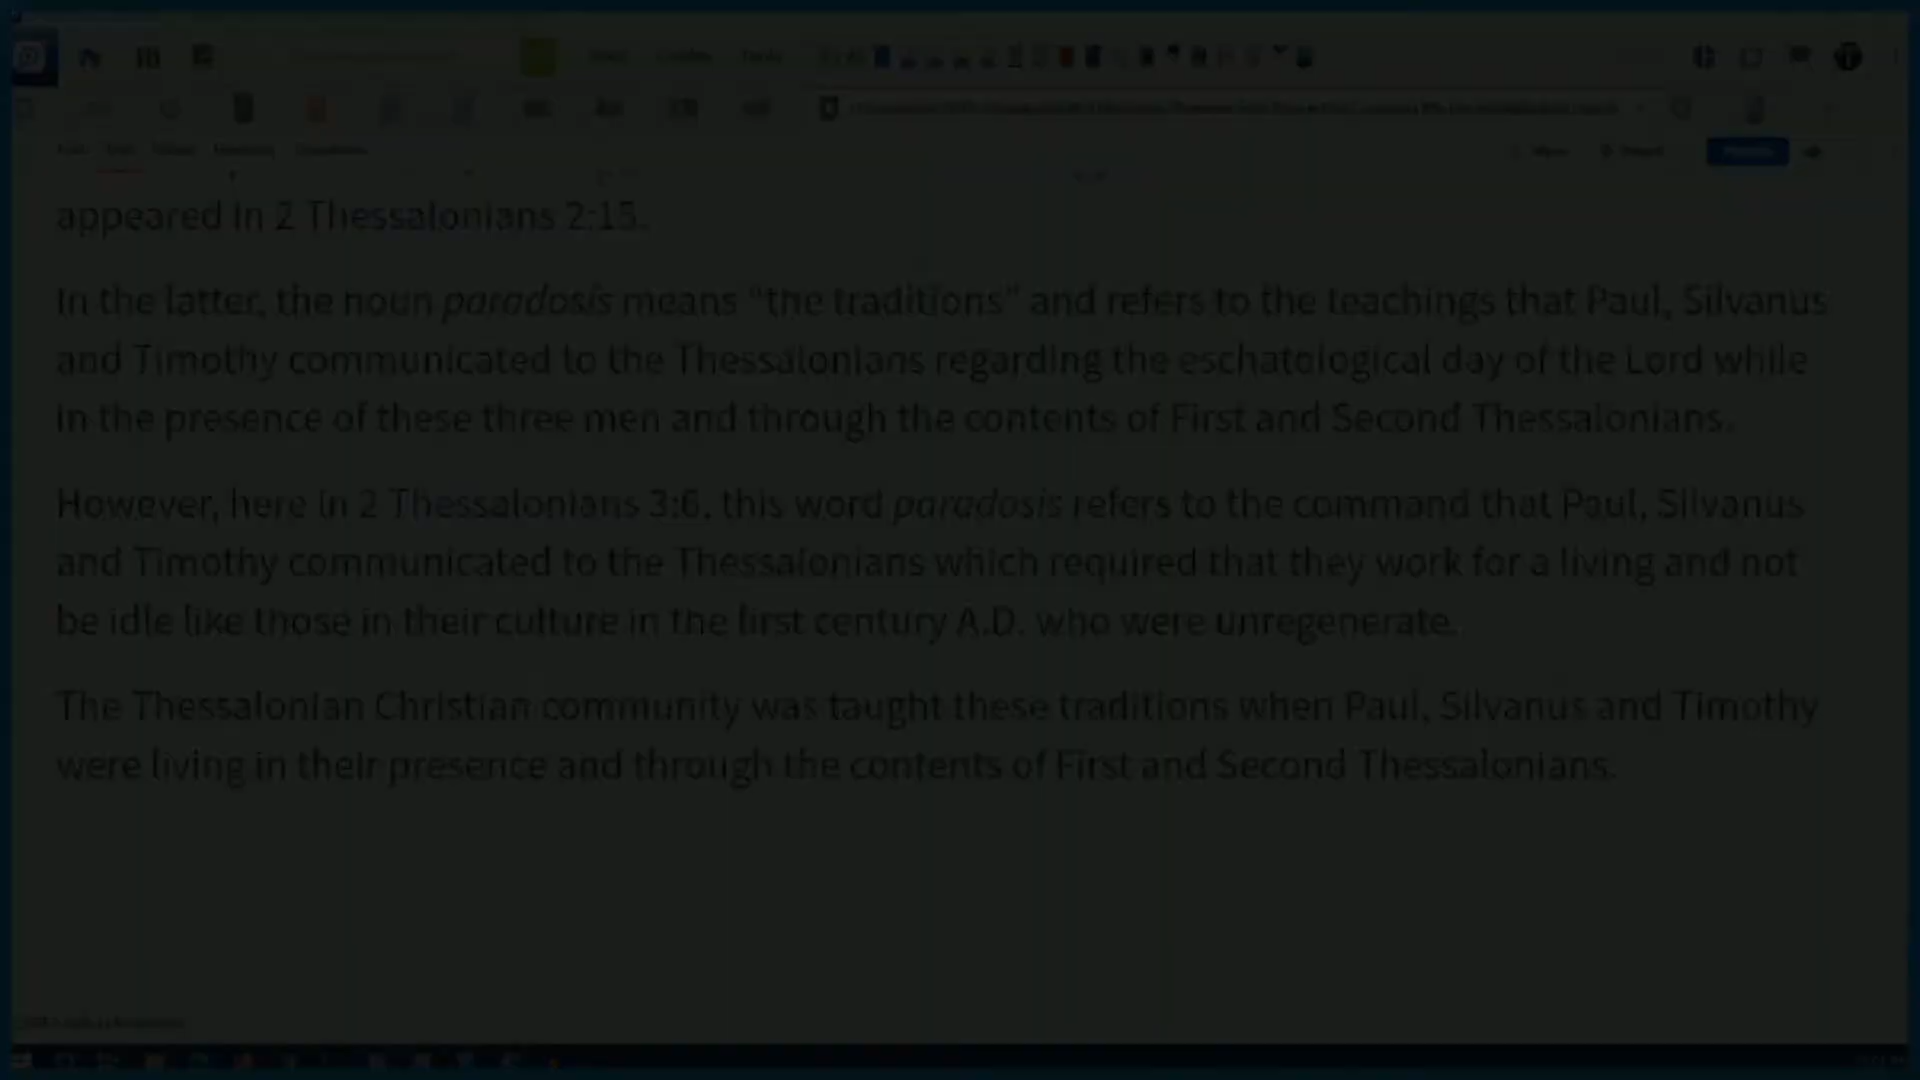 appeared in 2 Thessalonians 2:15.
In the latter, the noun paradosis means “the traditions” and refers to the teachings that Paul, Silvanus
and Timothy communicated to the Thessalonians regarding the eschatological day of the Lord while
in the presence of these three men and through the contents of First and Second Thessalonians.
However, here in 2 Thessalonians 3:6, this word paradosis refers to the command that Paul, Silvanus
and Timothy communicated to the Thessalonians which required that they work for a living and not
be idle like those in their culture in the first century A.D. who were unregenerate.
The Thessalonian Christian community was taught these traditions when Paul, Silvanus and Timothy
were living in their presence and through the contents of First and Second Thessalonians.